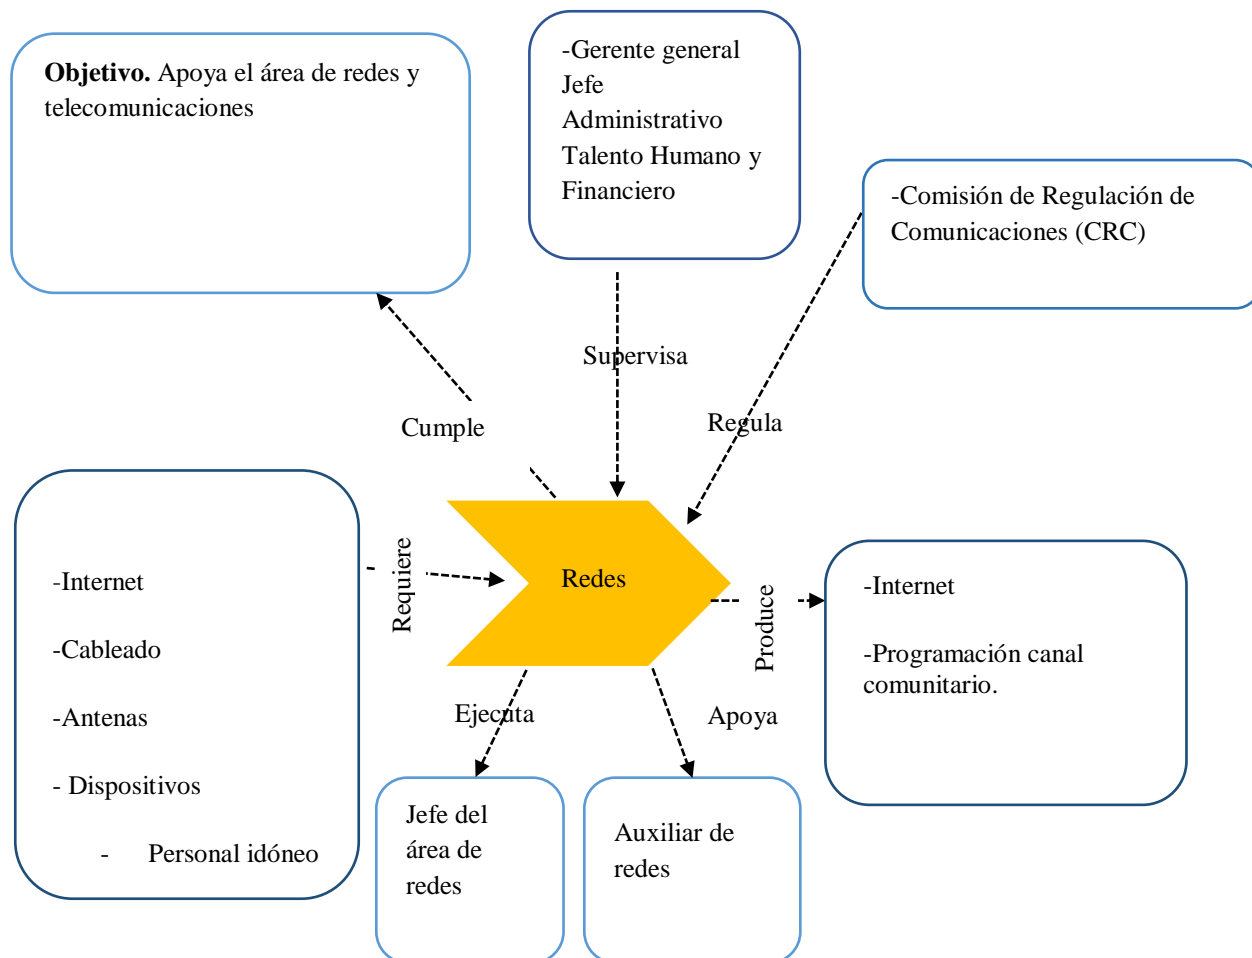 Objetivo. Apoya el área de redes y
telecomunicaciones
-Gerente general
Jefe
Administrativo
Talento Humano y
Financiero
-Comisión de Regulación de
Comunicaciones (CRC)
Supervisa
Cumple
Regula
-Internet
-Cableado
-Antenas
- Dispositivos
- Personal idóneo
Requiere
Redes
Produce
-Internet
-Programación canal
comunitario.
Ejecuta
Apoya
Jefe del
área de
redes
Auxiliar de
redes